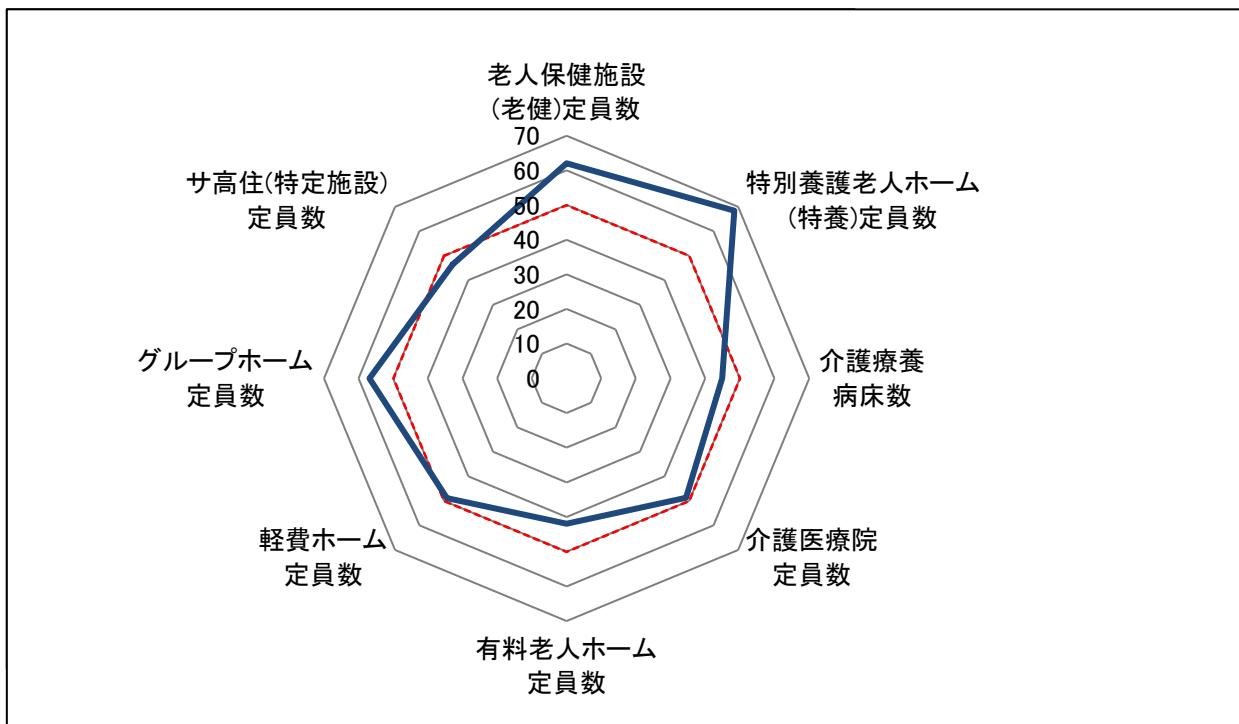 老人保健施設
(老健)定員数
特別養護老人ホーム
(特養)定員数
介護療養
病床数
介護医療院
定員数
有料老人ホーム
定員数
軽費ホーム
定員数
グループホーム
定員数
サ高住(特定施設)
定員数
70
60
50
40
30
20
10
0